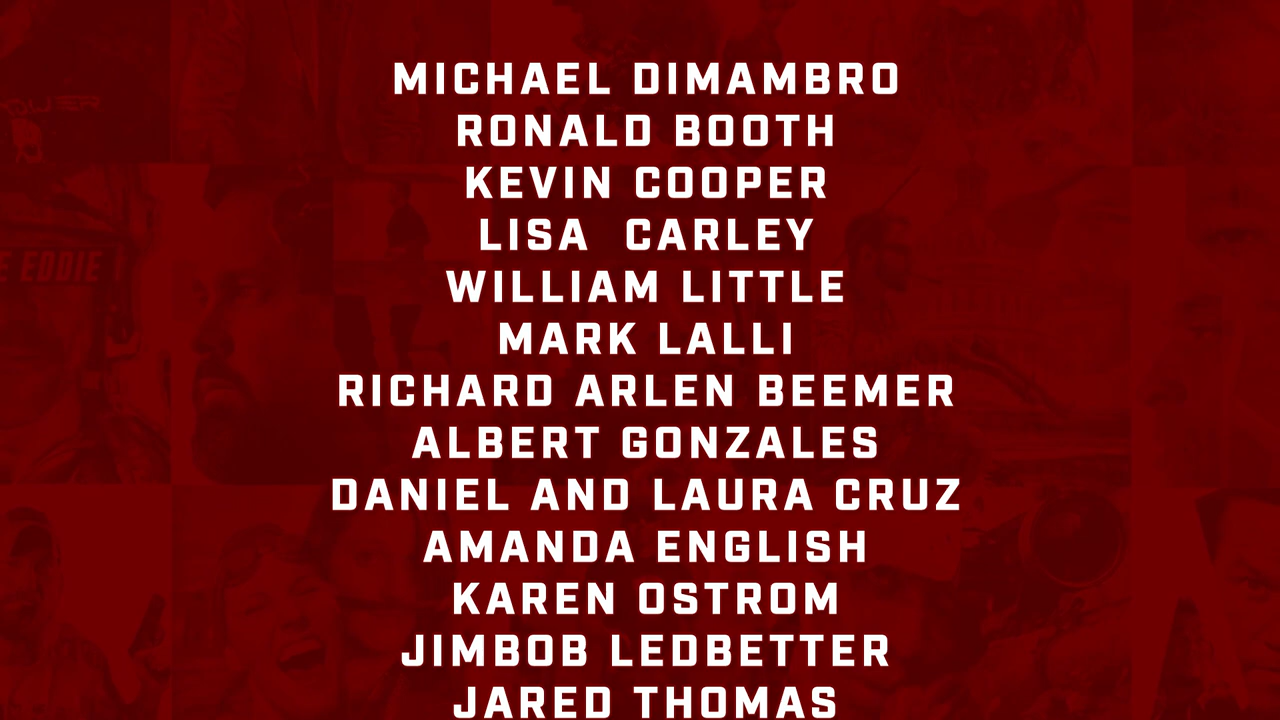 MICHAEL DIMAMBRO
RONALD BOOTH
KEVIN COOPER
LISA  CARLEY
WILLIAM LITTLE
E EDDIE
MARK LALLI
RICHARD ARLEN BEEMER
ALBERT GONZALES
DANIEL AND LAURA CRUZ
AMANDA ENGLISH
KAREN OSTROM
JIMBOB LEDBETTER
JARED THOMAS